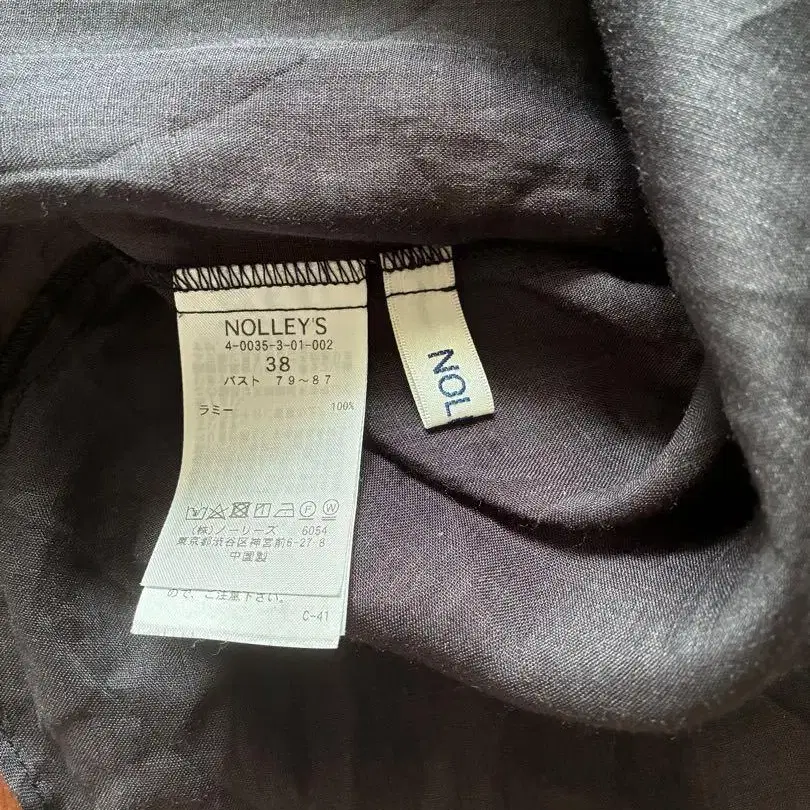 NOLLEY'S
4-0035-3-01-002
38
バスト 79〜87
ラミー 100%
F W
(株)ノーリーズ 6054
東京都渋谷区神宮前6-27-8
中国製
ので、ご注意下さい。
C-41
NOL